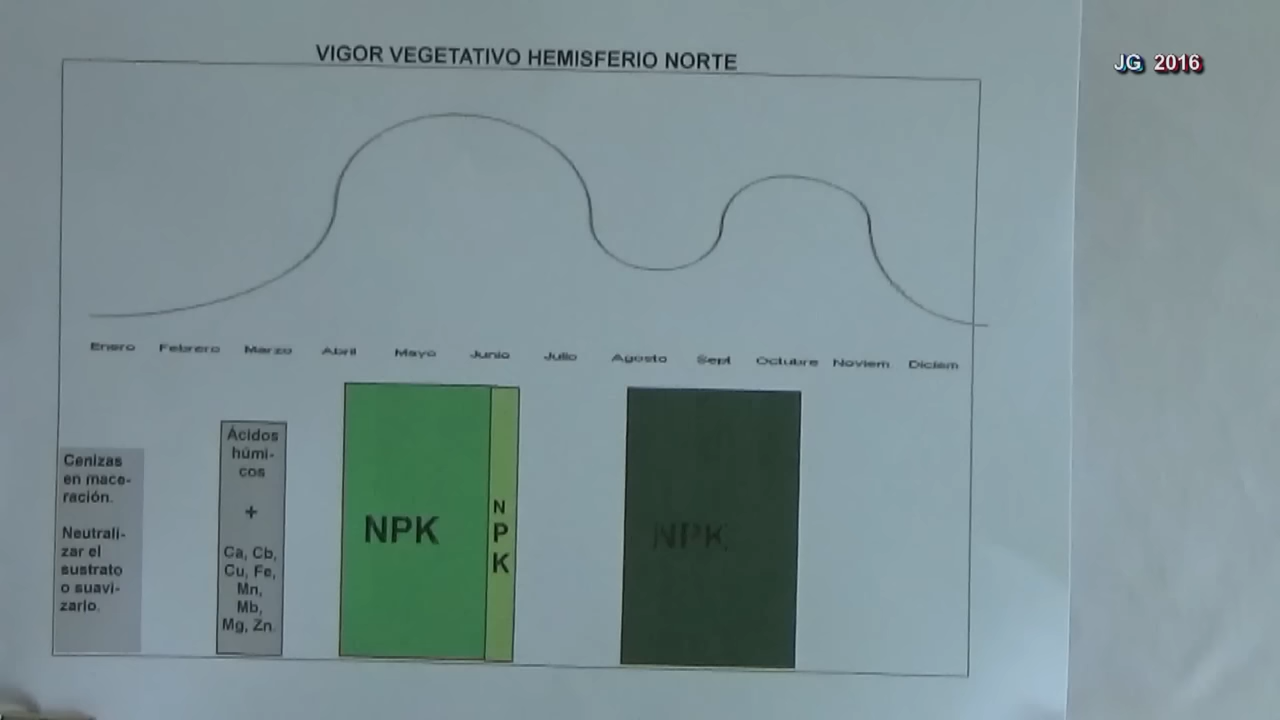 VIGOR VEGETATIVO HEMISFERIO NORTE
JG 2016
Enero Febrero Marzo Abril Mayo Junio Julio Agosto Sept Octubre Noviem Diciem
Cenizas
en mace-
ración.
Neutrali-
zar el
sustrato
o suavi-
zarlo.
Ácidos
húmi-
cos
+
Ca, Cb,
Cu, Fe,
Mn,
Mb,
Mg, Zn.
NPK
N
P
K
NPK